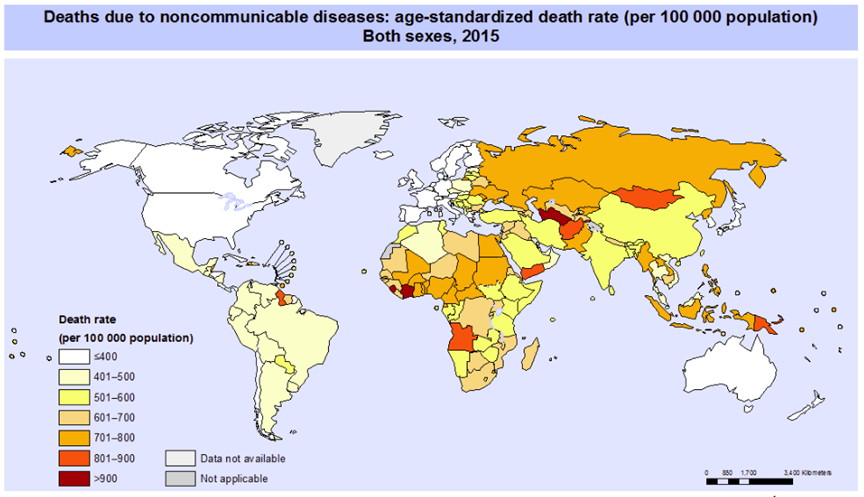 Deaths due to noncommunicable diseases: age-standardized death rate (per 100 000 population)
Both sexes, 2015
Death rate
(per 100 000 population)
≤400
401–500
501–600
601–700
701–800
801–900
>900
Data not available
Not applicable
0 850 1,700 3,400 Kilometers